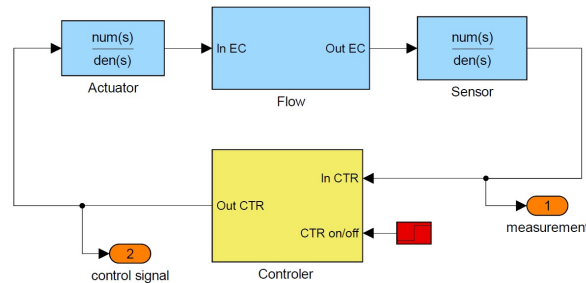 num(s)
den(s)
Actuator
In EC
Out EC
Flow
num(s)
den(s)
Sensor
In CTR
Out CTR
CTR on/off
Controler
1
measurement
2
control signal